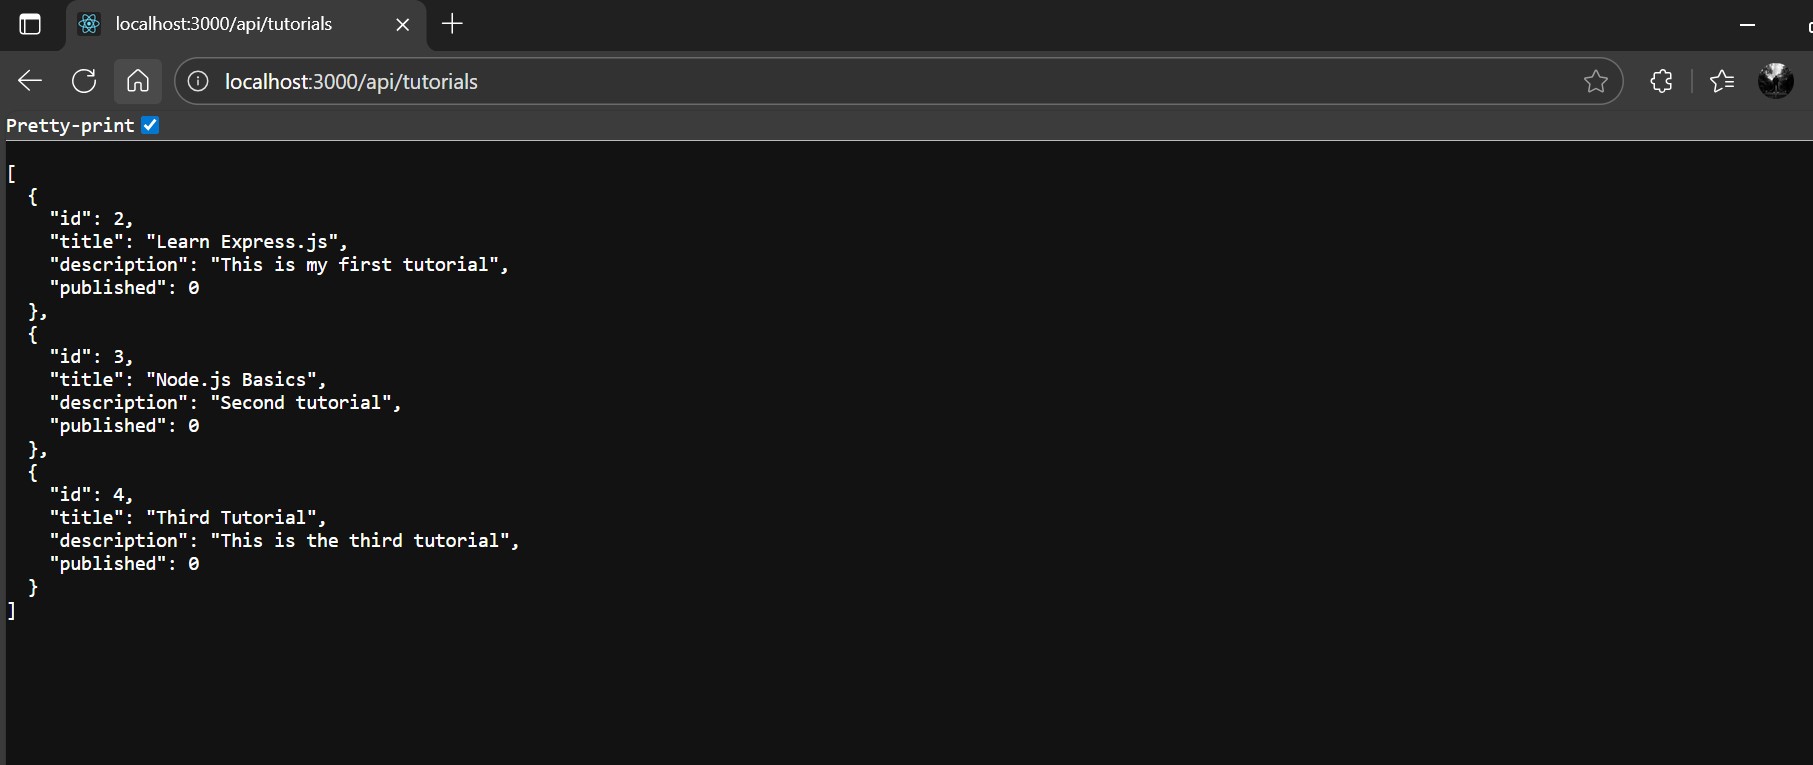 localhost:3000/api/tutorials
localhost:3000/api/tutorials
Pretty-print
[
  {
    "id": 2,
    "title": "Learn Express.js",
    "description": "This is my first tutorial",
    "published": 0
  },
  {
    "id": 3,
    "title": "Node.js Basics",
    "description": "Second tutorial",
    "published": 0
  },
  {
    "id": 4,
    "title": "Third Tutorial",
    "description": "This is the third tutorial",
    "published": 0
  }
]